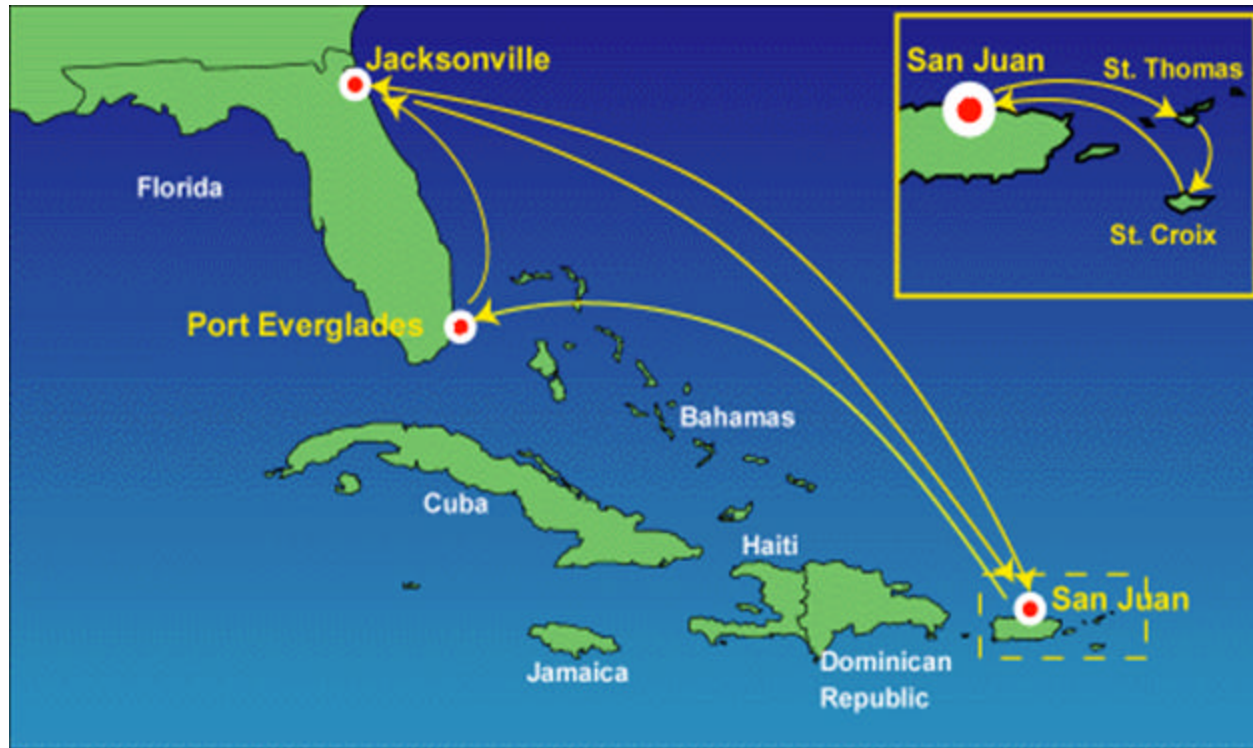 Jacksonville
Florida
Port Everglades
Bahamas
Cuba
Haiti
San Juan
Jamaica
Dominican
Republic
San Juan
St. Thomas
St. Croix